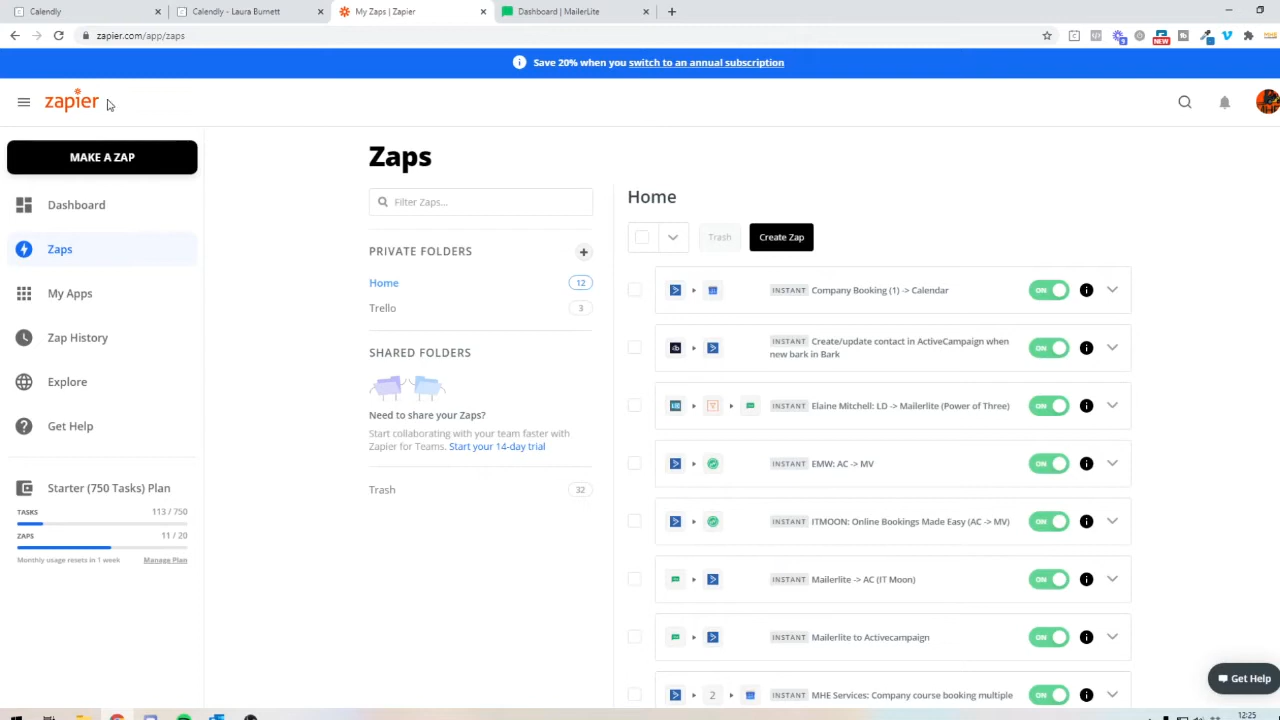 Calendly
Calendly - Laura Burnett
My Zaps | Zapier
Dashboard | MailerLite
zapier.com/app/zaps
NEW
Save 20% when you switch to an annual subscription
zapier
MAKE A ZAP
Dashboard
Zaps
My Apps
Zap History
Explore
Get Help
Starter (750 Tasks) Plan
TASKS 113 / 750
ZAPS 11 / 20
Monthly usage resets in 1 week Manage Plan
Zaps
Filter Zaps...
PRIVATE FOLDERS
Home 12
Trello 3
SHARED FOLDERS
Need to share your Zaps?
Start collaborating with your team faster with
Zapier for Teams. Start your 14-day trial
Trash 32
Home
Trash Create Zap
INSTANT Company Booking (1) -> Calendar ON
INSTANT Create/update contact in ActiveCampaign when
new bark in Bark ON
INSTANT Elaine Mitchell: LD -> Mailerlite (Power of Three) ON
INSTANT EMW: AC -> MV ON
INSTANT ITMOON: Online Bookings Made Easy (AC -> MV) ON
INSTANT Mailerlite -> AC (IT Moon) ON
INSTANT Mailerlite to Activecampaign ON
2 INSTANT MHE Services: Company course booking multiple ON
Get Help
12:25